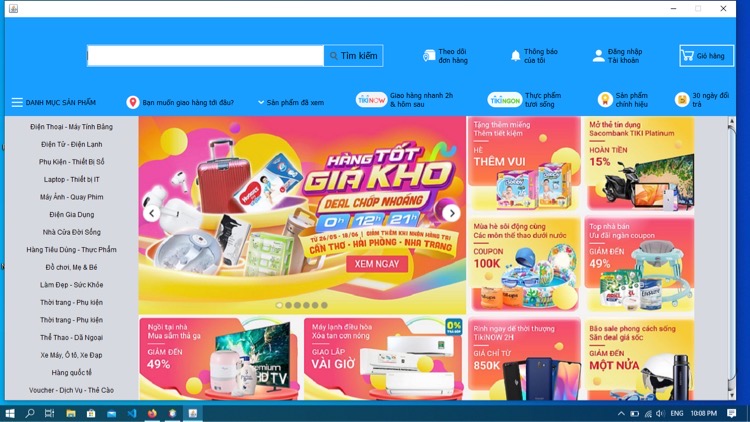 Tìm kiếm
Theo dõi
đơn hàng
Thông báo
của tôi
Đăng nhập
Tài khoản
Giỏ hàng
DANH MỤC SẢN PHẨM
Bạn muốn giao hàng tới đâu?
Sản phẩm đã xem
TIKINOW
Giao hàng nhanh 2h
& hôm sau
TIKINGON
Thực phẩm
tươi sống
Sản phẩm
chính hiệu
30 ngày đổi
trả
Điện Thoại - Máy Tính Bảng
Điện Tử - Điện Lạnh
Phụ Kiện - Thiết Bị Số
Laptop - Thiết bị IT
Máy Ảnh - Quay Phim
Điện Gia Dụng
Nhà Cửa Đời Sống
Hàng Tiêu Dùng - Thực Phẩm
Đồ chơi, Mẹ & Bé
Làm Đẹp - Sức Khỏe
Thời trang - Phụ kiện
Thời trang - Phụ kiện
Thể Thao - Dã Ngoại
Xe Máy, Ô tô, Xe Đạp
Hàng quốc tế
Voucher - Dịch Vụ - Thẻ Cào
HUGGIES
HÀNG TỐT
GIÁ KHO
DEAL CHỚP NHOÁNG
0h 12h 21h
TỪ 26/05 - 18/06 GIẢM THÊM KHI NHẬN HÀNG TẠI
CẦN THƠ - HẢI PHÒNG - NHA TRANG
XEM NGAY
Tặng thêm miếng
Thêm tiết kiệm
HÈ
THÊM VUI
Mở thẻ tín dụng
Sacombank TIKI Platinum
HOÀN TIỀN
15%
Mùa hè sôi động cùng
Các món thể thao dưới nước
COUPON
100K
Top nhà bán
Ưu đãi ngàn coupon
GIẢM ĐẾN
49%
Ngồi tại nhà
Mua sắm thả ga
GIẢM ĐẾN
49%
Premium
QLED TV
Máy lạnh điều hòa
Xóa tan cơn nóng
GIAO LẮP
VÀI GIỜ
0%
TRẢ GÓP
Rinh ngay dế thời thượng
TikiNOW 2H
GIÁ CHỈ TỪ
850K
Bão sale phong cách sống
Săn deal giá sốc
GIẢM ĐẾN
MỘT NỬA
ENG
10:08 PM